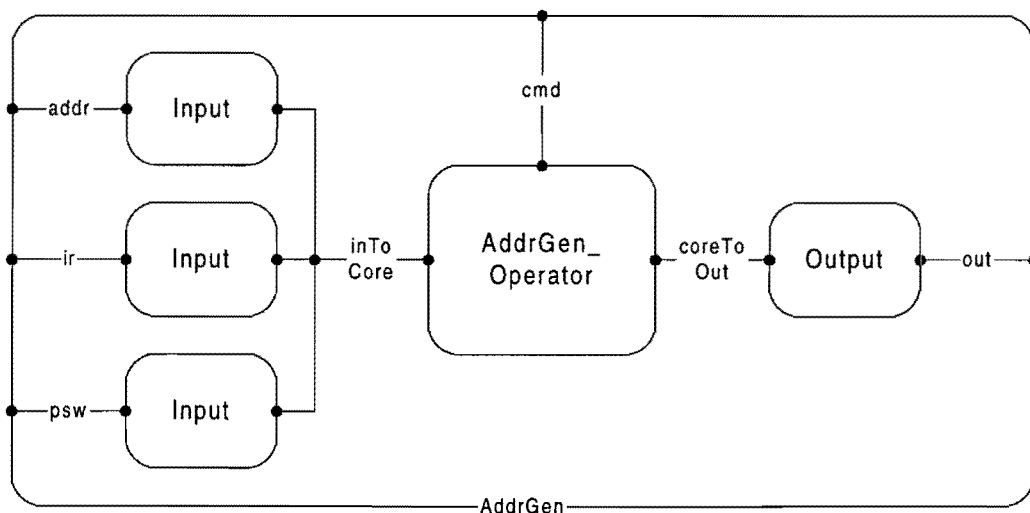 cmd
addr
Input
ir
Input
inTo
Core
AddrGen_
Operator
coreTo
Out
Output
out
psw
Input
AddrGen